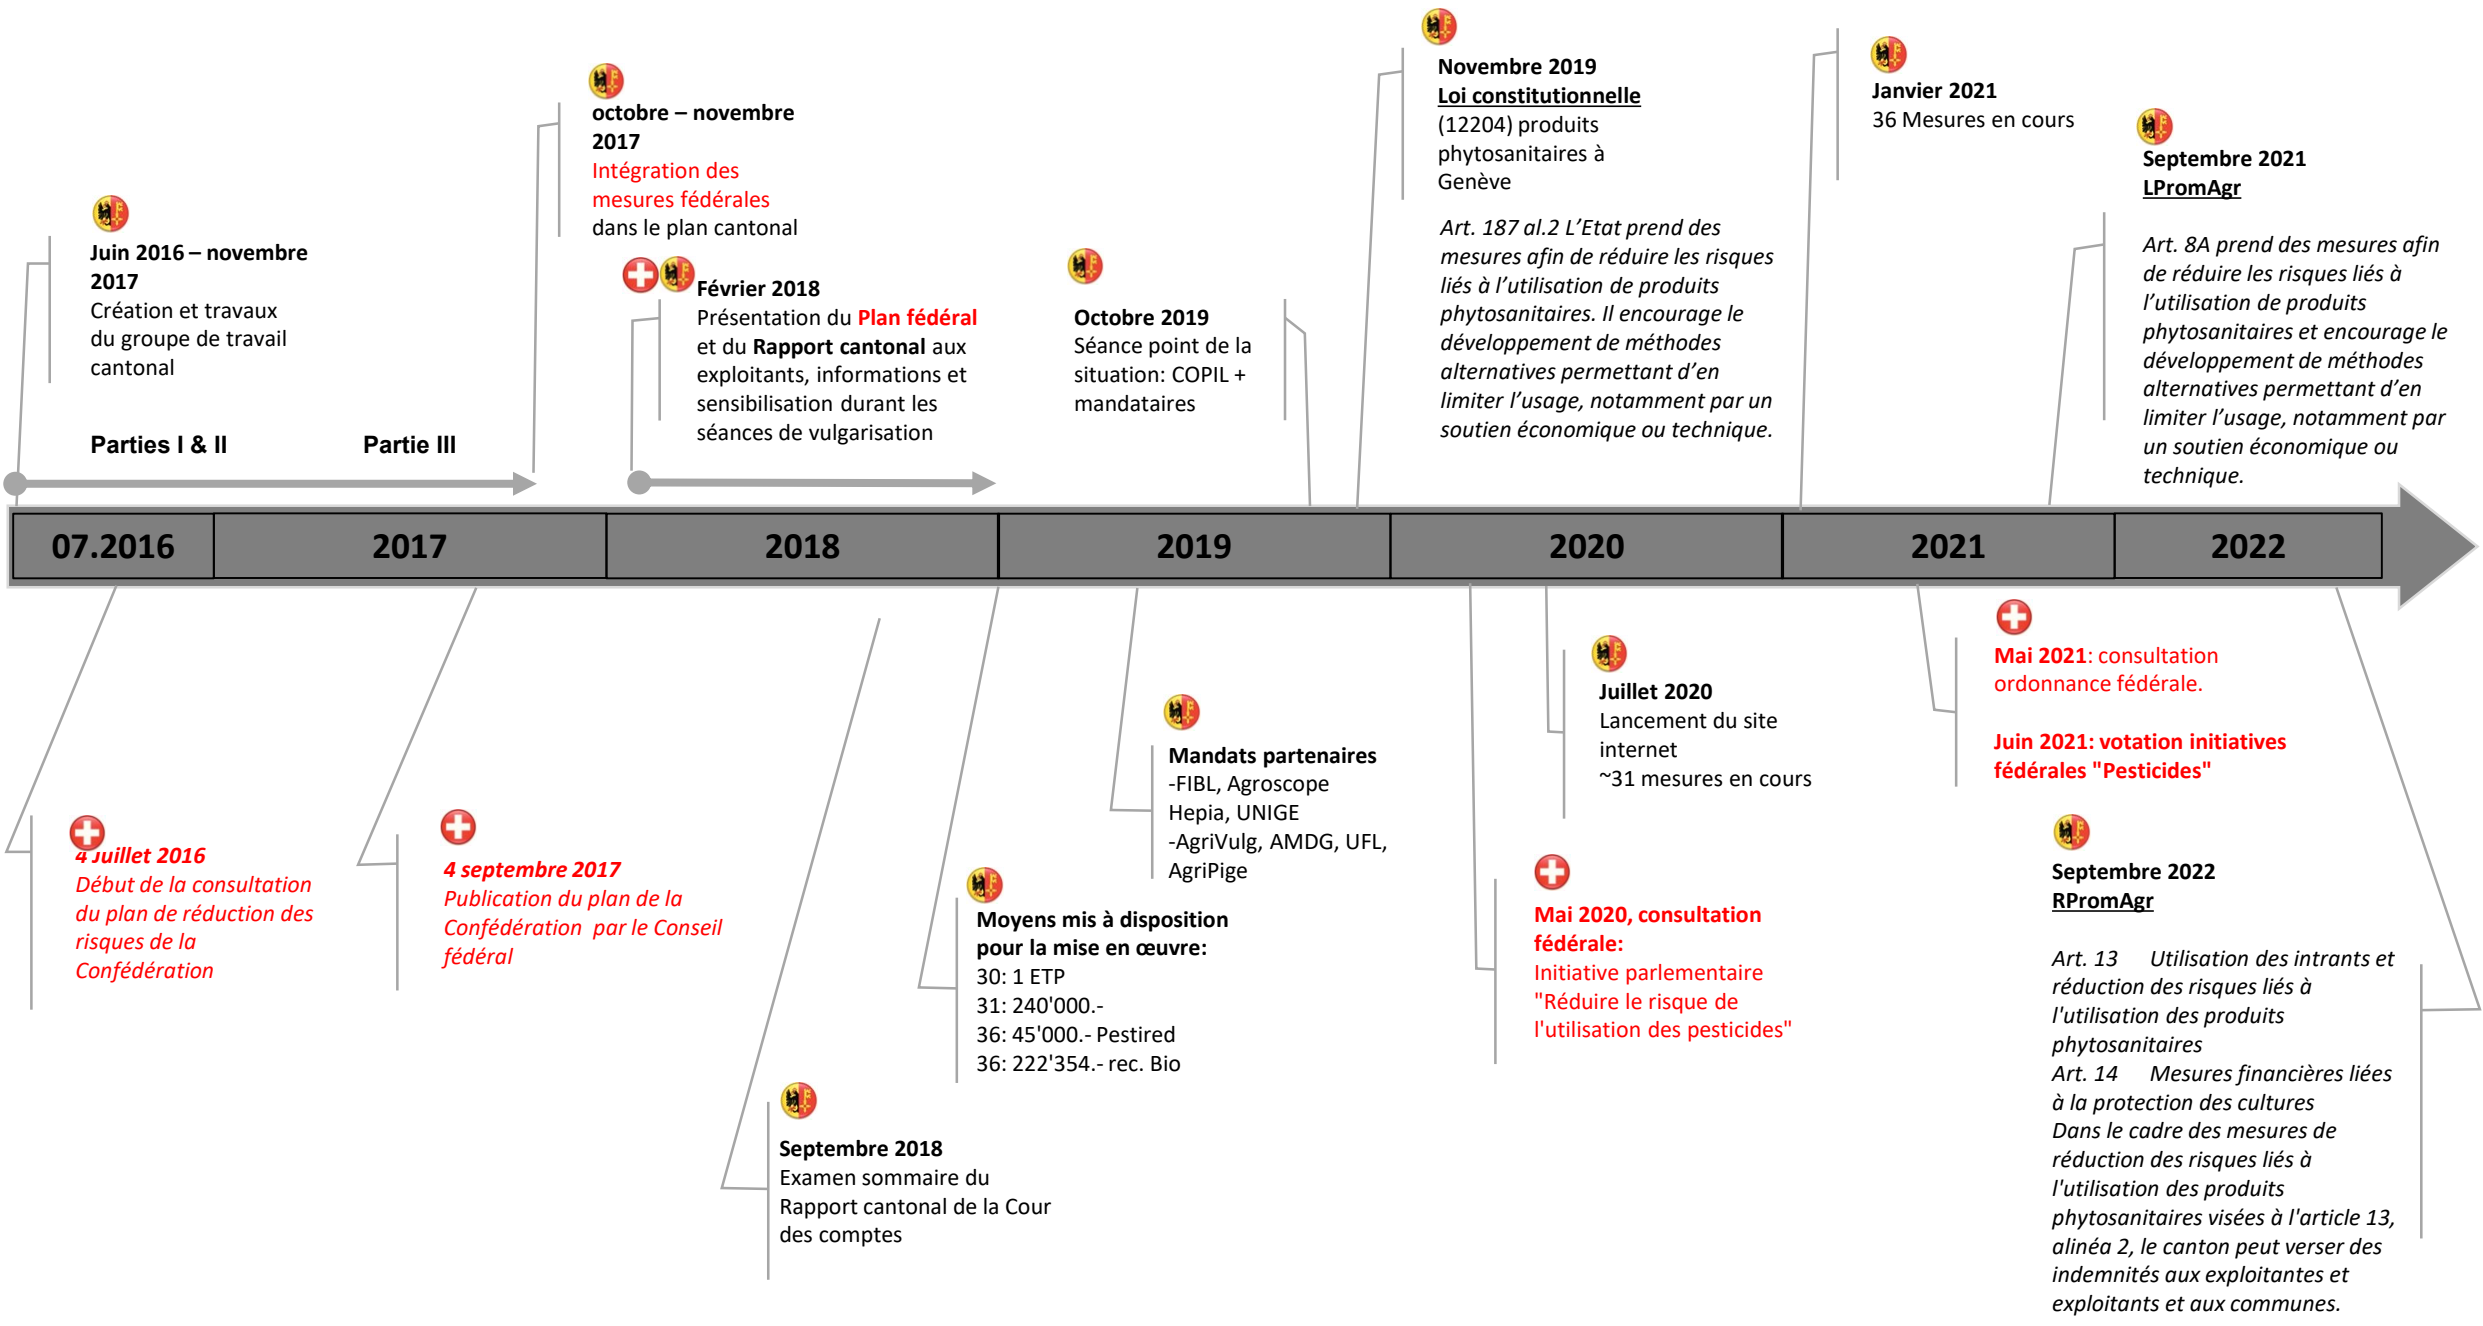 Juin 2016 – novembre
2017
Création et travaux
du groupe de travail
cantonal
Parties I & II
Partie III
octobre – novembre
2017
Intégration des
mesures fédérales
dans le plan cantonal
Février 2018
Présentation du Plan fédéral
et du Rapport cantonal aux
exploitants, informations et
sensibilisation durant les
séances de vulgarisation
Octobre 2019
Séance point de la
situation: COPIL +
mandataires
Novembre 2019
Loi constitutionnelle
(12204) produits
phytosanitaires à
Genève
Art. 187 al.2 L’Etat prend des
mesures afin de réduire les risques
liés à l’utilisation de produits
phytosanitaires. Il encourage le
développement de méthodes
alternatives permettant d’en
limiter l’usage, notamment par un
soutien économique ou technique.
Janvier 2021
36 Mesures en cours
Septembre 2021
LPromAgr
Art. 8A prend des mesures afin
de réduire les risques liés à
l’utilisation de produits
phytosanitaires et encourage le
développement de méthodes
alternatives permettant d’en
limiter l’usage, notamment par
un soutien économique ou
technique.
07.2016
2017
2018
2019
2020
2021
2022
4 Juillet 2016
Début de la consultation
du plan de réduction des
risques de la
Confédération
4 septembre 2017
Publication du plan de la
Confédération par le Conseil
fédéral
Septembre 2018
Examen sommaire du
Rapport cantonal de la Cour
des comptes
Moyens mis à disposition
pour la mise en œuvre:
30: 1 ETP
31: 240'000.-
36: 45'000.- Pestired
36: 222'354.- rec. Bio
Mandats partenaires
-FIBL, Agroscope
Hepia, UNIGE
-AgriVulg, AMDG, UFL,
AgriPige
Mai 2020, consultation
fédérale:
Initiative parlementaire
"Réduire le risque de
l'utilisation des pesticides"
Juillet 2020
Lancement du site
internet
~31 mesures en cours
Mai 2021: consultation
ordonnance fédérale.
Juin 2021: votation initiatives
fédérales "Pesticides"
Septembre 2022
RPromAgr
Art. 13 Utilisation des intrants et
réduction des risques liés à
l'utilisation des produits
phytosanitaires
Art. 14 Mesures financières liées
à la protection des cultures
Dans le cadre des mesures de
réduction des risques liés à
l'utilisation des produits
phytosanitaires visées à l'article 13,
alinéa 2, le canton peut verser des
indemnités aux exploitantes et
exploitants et aux communes.